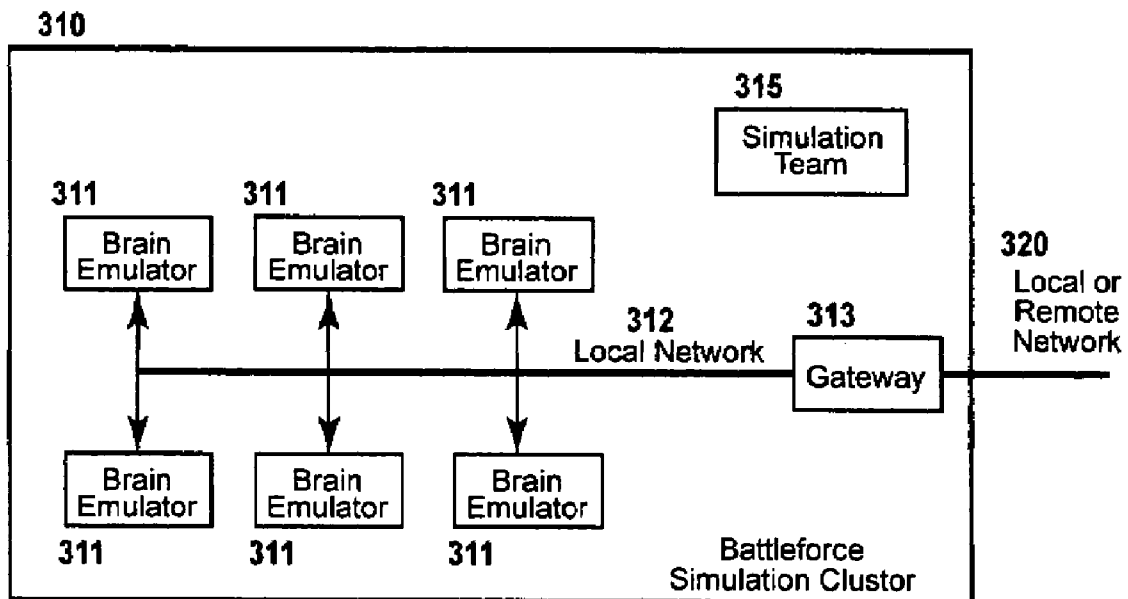 310
315
Simulation
Team
311
311
311
Brain
Emulator
Brain
Emulator
Brain
Emulator
320
Local or
Remote
Network
312
Local Network
313
Gateway
Brain
Emulator
Brain
Emulator
Brain
Emulator
311
311
311
Battleforce
Simulation Clustor